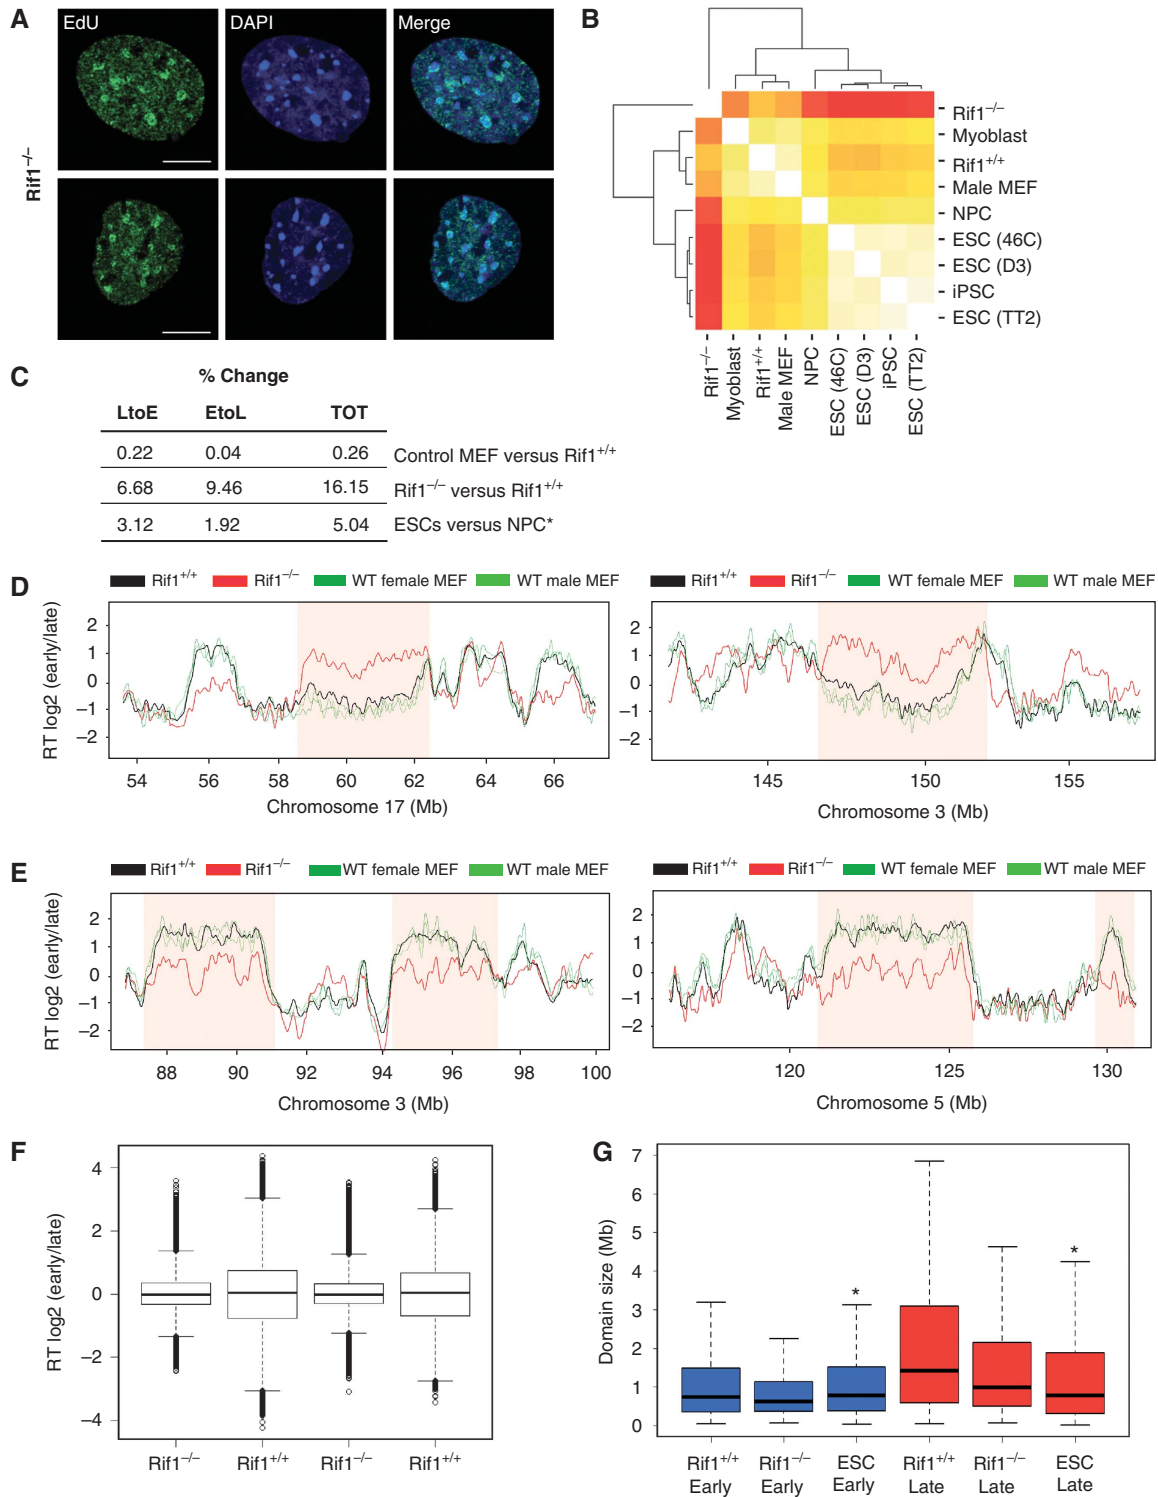 A
EdU
DAPI
Merge
Rif1−/−
B
Rif1−/−
Myoblast
Rif1+/+
Male MEF
NPC
ESC (46C)
ESC (D3)
iPSC
ESC (TT2)
Rif1−/−
Myoblast
Rif1+/+
Male MEF
NPC
ESC (46C)
ESC (D3)
iPSC
ESC (TT2)
C
% Change
LtoE EtoL TOT
0.22 0.04 0.26 Control MEF versus Rif1+/+
6.68 9.46 16.15 Rif1−/− versus Rif1+/+
3.12 1.92 5.04 ESCs versus NPC*
D
Rif1+/+ Rif1−/− WT female MEF WT male MEF
RT log2 (early/late)
2
1
0
−1
−2
54 56 58 60 62 64 66
Chromosome 17 (Mb)
Rif1+/+ Rif1−/− WT female MEF WT male MEF
2
1
0
−1
−2
145 150 155
Chromosome 3 (Mb)
E
Rif1+/+ Rif1−/− WT female MEF WT male MEF
RT log2 (early/late)
2
1
0
−1
−2
88 90 92 94 96 98 100
Chromosome 3 (Mb)
Rif1+/+ Rif1−/− WT female MEF WT male MEF
2
1
0
−1
−2
120 125 130
Chromosome 5 (Mb)
F
RT log2 (early/late)
4
2
0
−2
−4
Rif1−/− Rif1+/+ Rif1−/− Rif1+/+
G
Domain size (Mb)
7
6
5
4
3
2
1
0
*
*
Rif1+/+ Early
Rif1−/− Early
ESC Early
Rif1+/+ Late
Rif1−/− Late
ESC Late